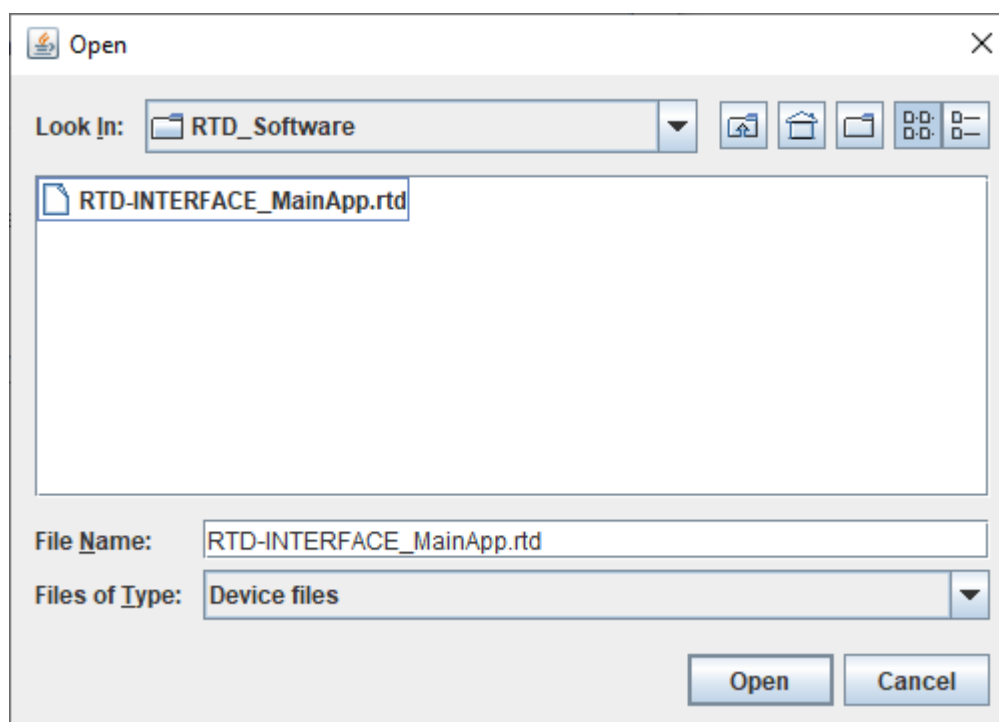 Open
Look In: RTD_Software
RTD-INTERFACE_MainApp.rtd
File Name: RTD-INTERFACE_MainApp.rtd
Files of Type: Device files
Open Cancel